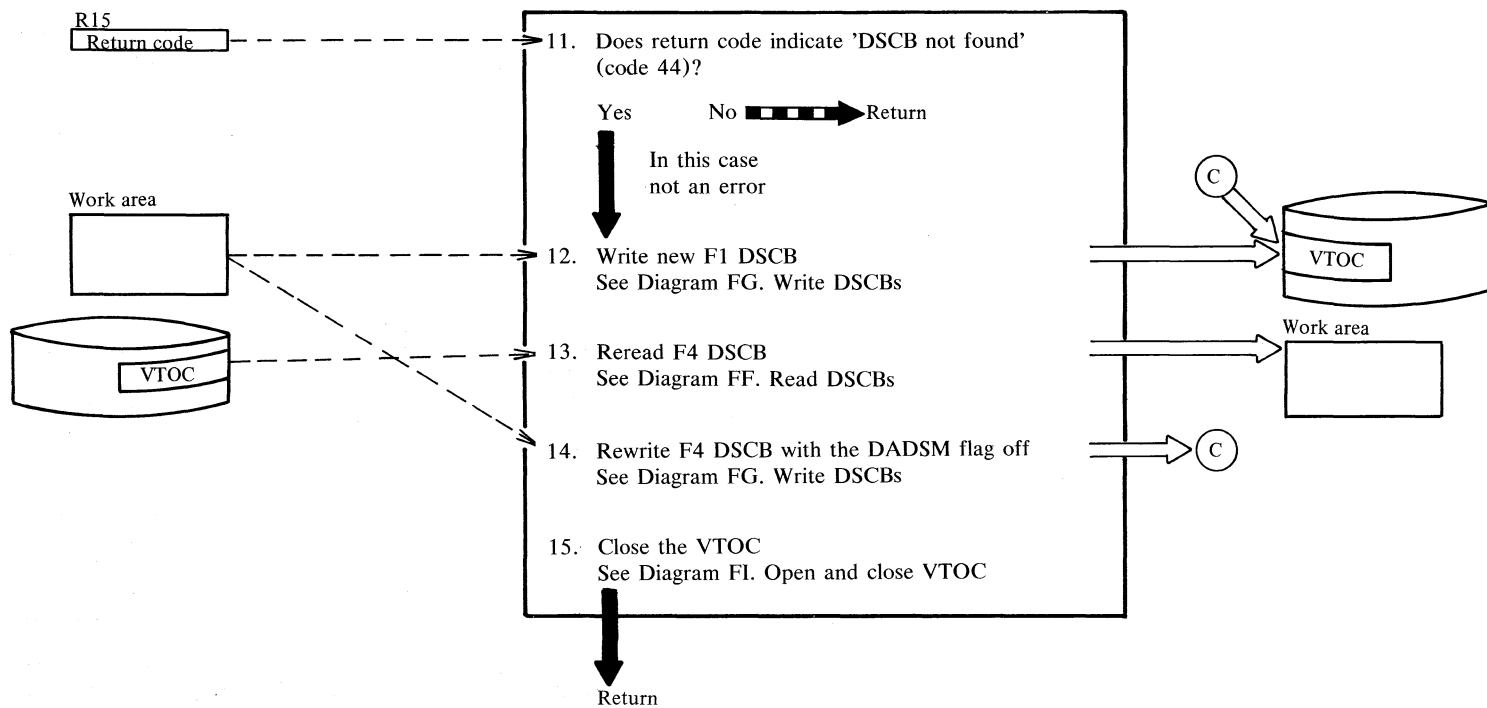 R15
Return code
11. Does return code indicate 'DSCB not found'
(code 44)?
Yes No Return
In this case
not an error
C
Work area
12. Write new F1 DSCB
See Diagram FG. Write DSCBs
VTOC
13. Reread F4 DSCB
See Diagram FF. Read DSCBs
VTOC
Work area
14. Rewrite F4 DSCB with the DADSM flag off
See Diagram FG. Write DSCBs
C
15. Close the VTOC
See Diagram FI. Open and close VTOC
Return